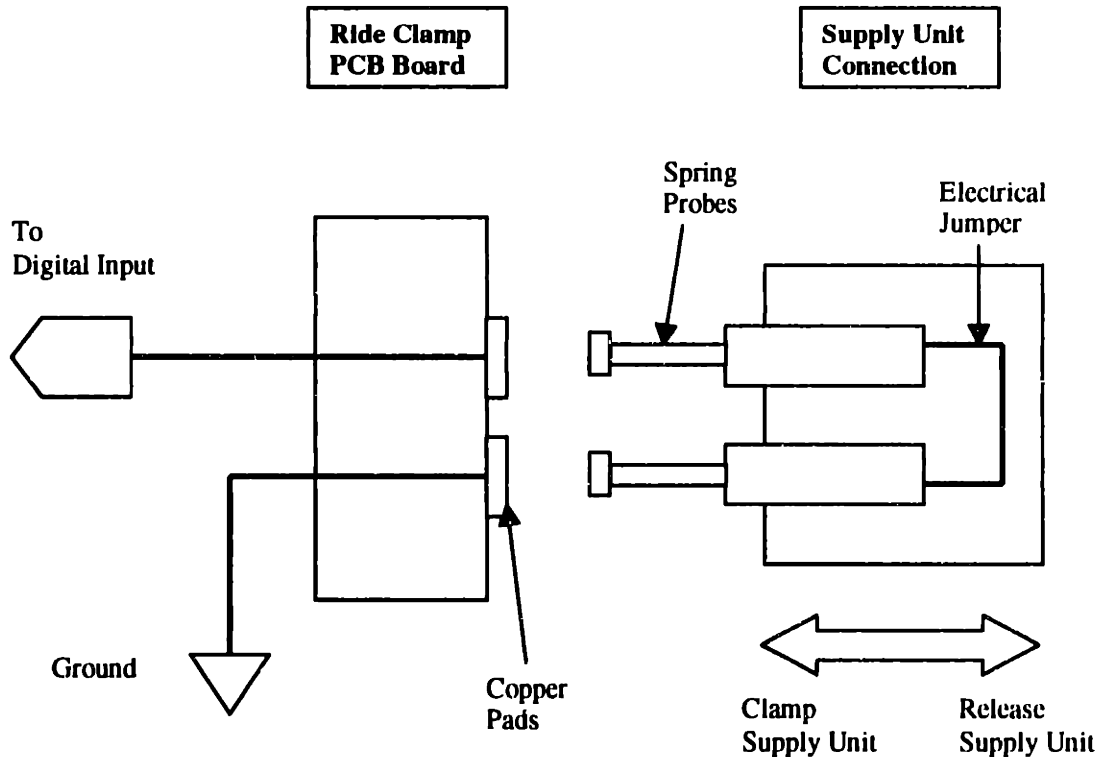 Ride Clamp
PCB Board
Supply Unit
Connection
Spring
Probes
Electrical
Jumper
To
Digital Input
Ground
Copper
Pads
Clamp
Supply Unit
Release
Supply Unit